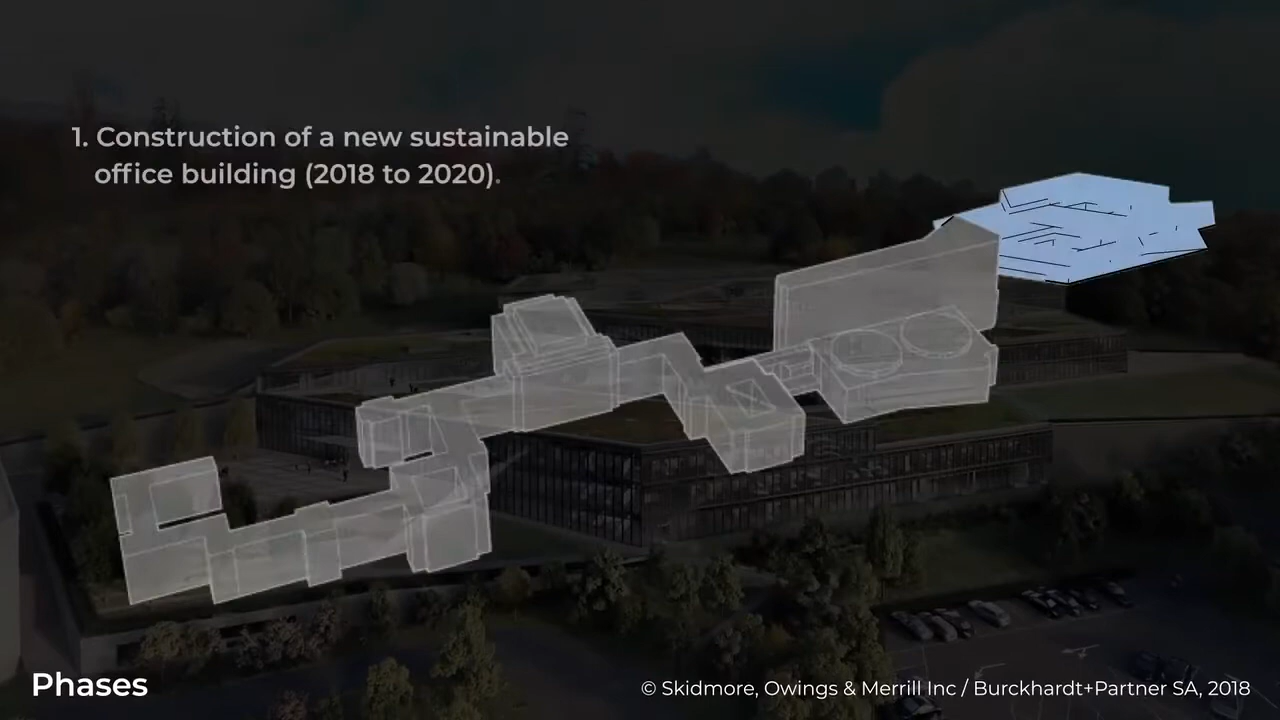 1. Construction of a new sustainable
office building (2018 to 2020).
Phases
© Skidmore, Owings & Merrill Inc / Burckhardt+Partner SA, 2018